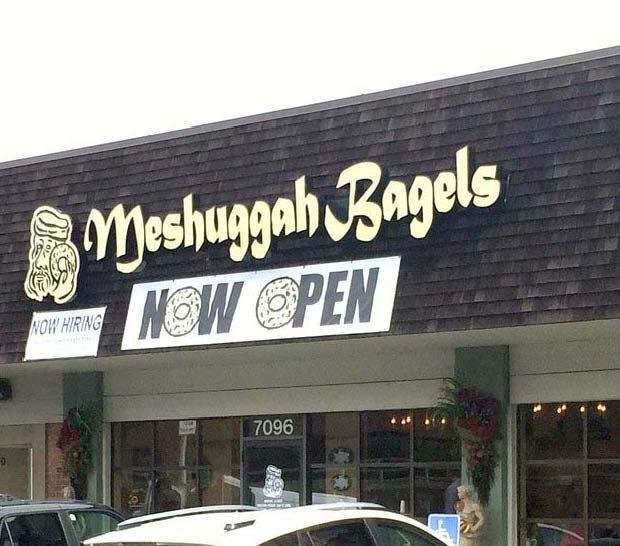 Meshuggah Bagels
NOW OPEN
NOW HIRING
7096